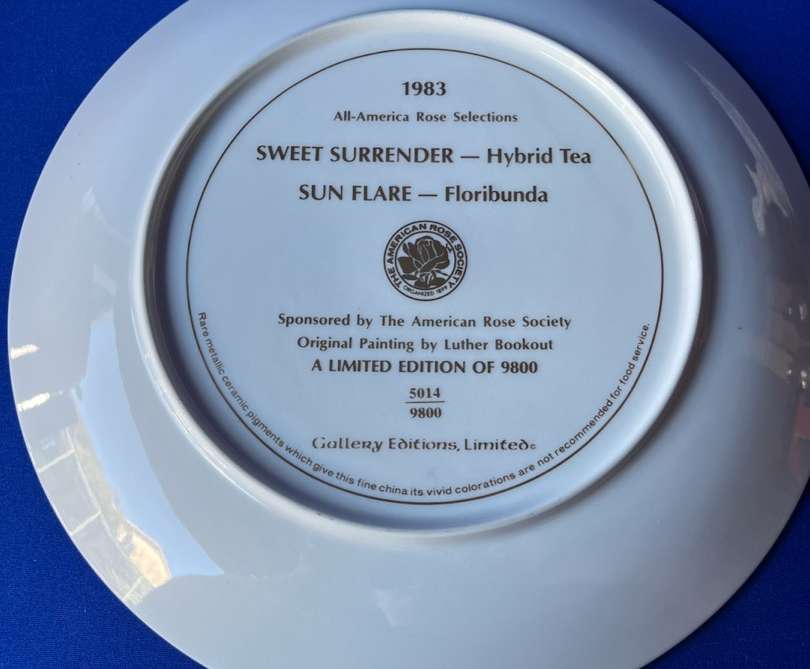 1983
All-America Rose Selections
SWEET SURRENDER — Hybrid Tea
SUN FLARE — Floribunda
THE AMERICAN ROSE SOCIETY
ORGANIZED 1899
Sponsored by The American Rose Society
Original Painting by Luther Bookout
A LIMITED EDITION OF 9800
5014
9800
Gallery Editions, Limited©
Rare metallic ceramic pigments which give this fine china its vivid colorations are not recommended for food service.